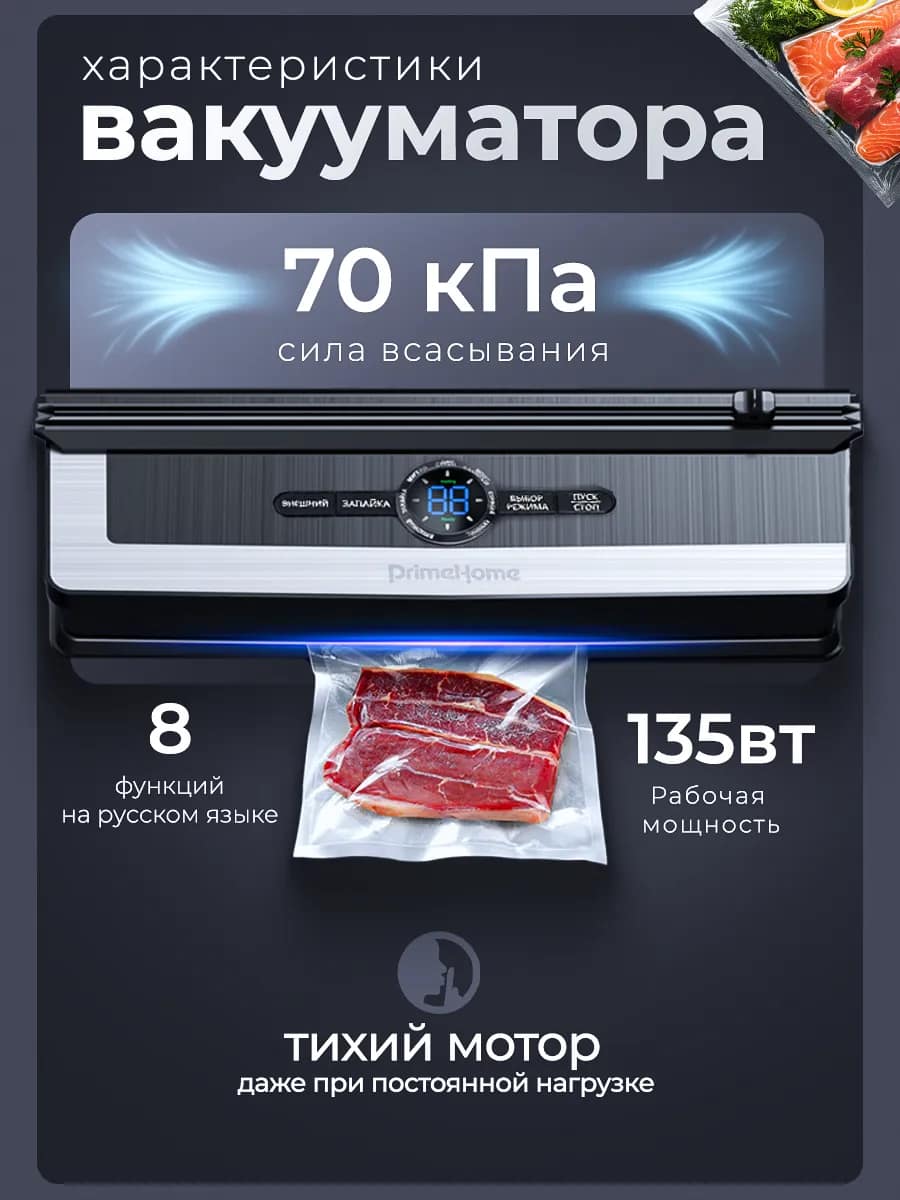 характеристики
вакууматора
70 кПа
сила всасывания
ВНЕШНИЙ
ЗАПАЙКА
88
ВЫБОР
РЕЖИМА
ПУСК
СТОП
PrimeHome
8
функций
на русском языке
135вт
Рабочая
мощность
тихий мотор
даже при постоянной нагрузке